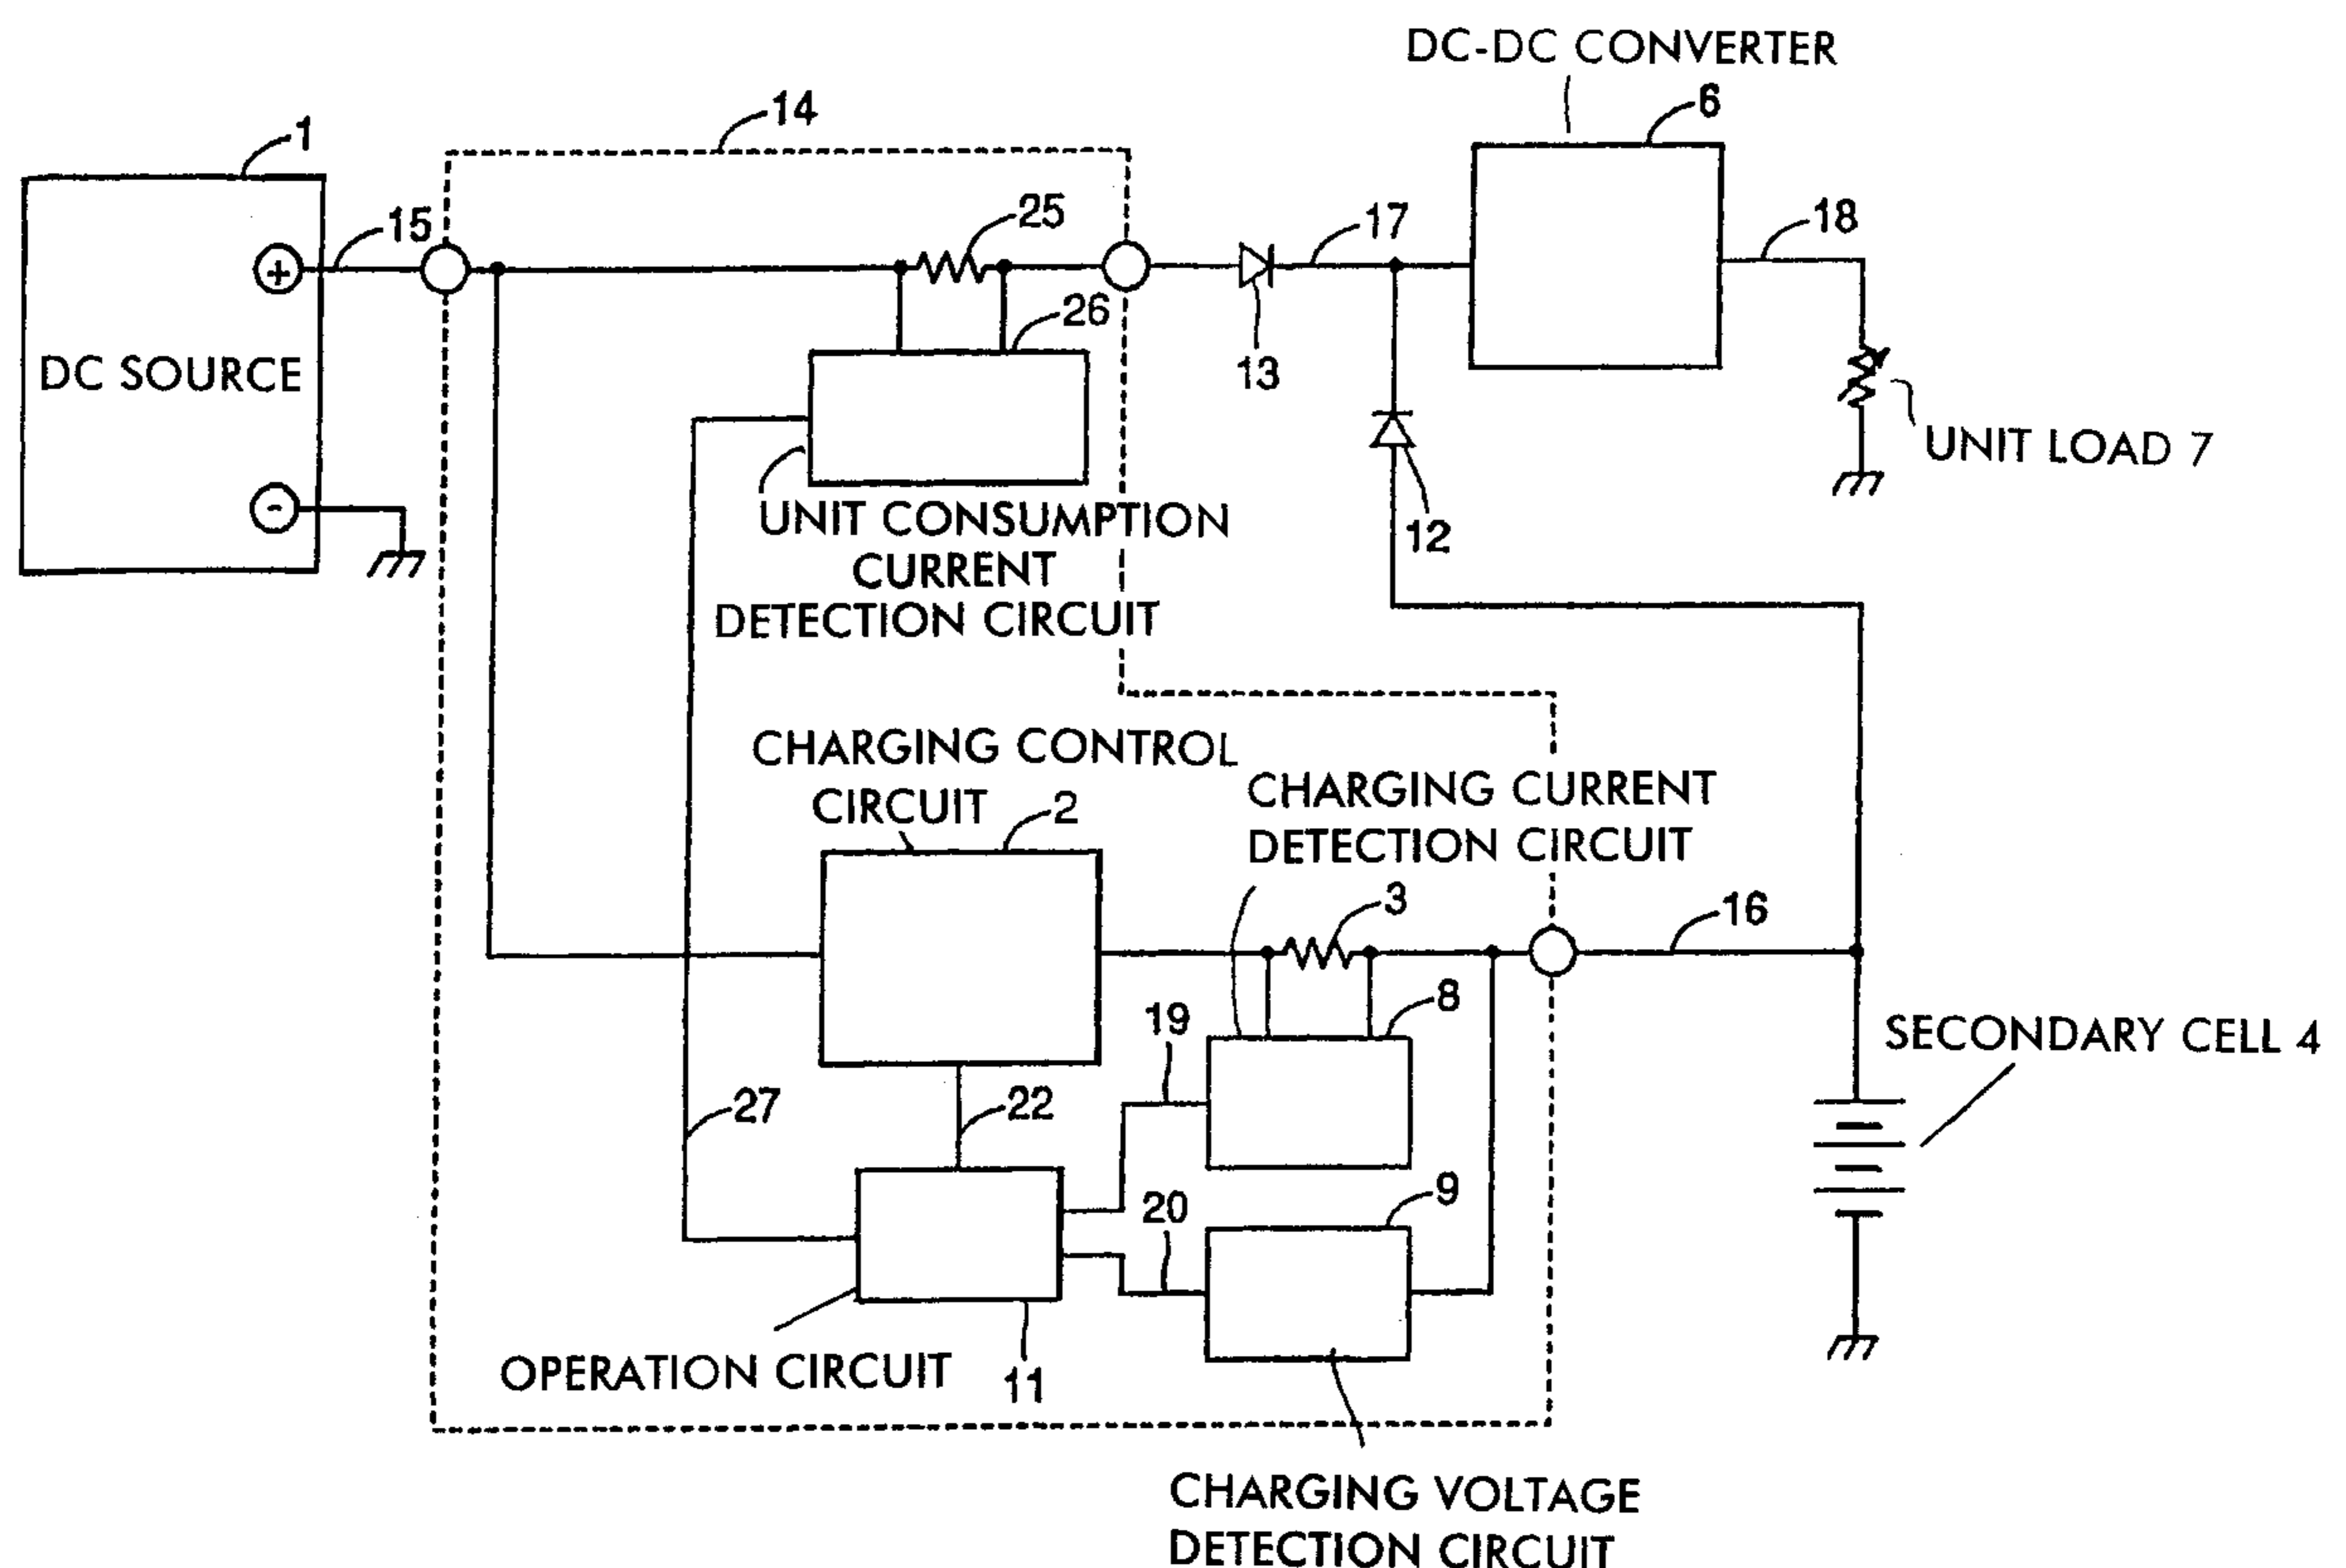 DC-DC CONVERTER
6
14
1
15
25
17
18
+
26
13
DC SOURCE
UNIT LOAD 7
-
12
UNIT CONSUMPTION
CURRENT
DETECTION CIRCUIT
CHARGING CONTROL
CIRCUIT
2
CHARGING CURRENT
DETECTION CIRCUIT
3
16
8
19
SECONDARY CELL 4
27
22
9
20
OPERATION CIRCUIT
11
CHARGING VOLTAGE
DETECTION CIRCUIT